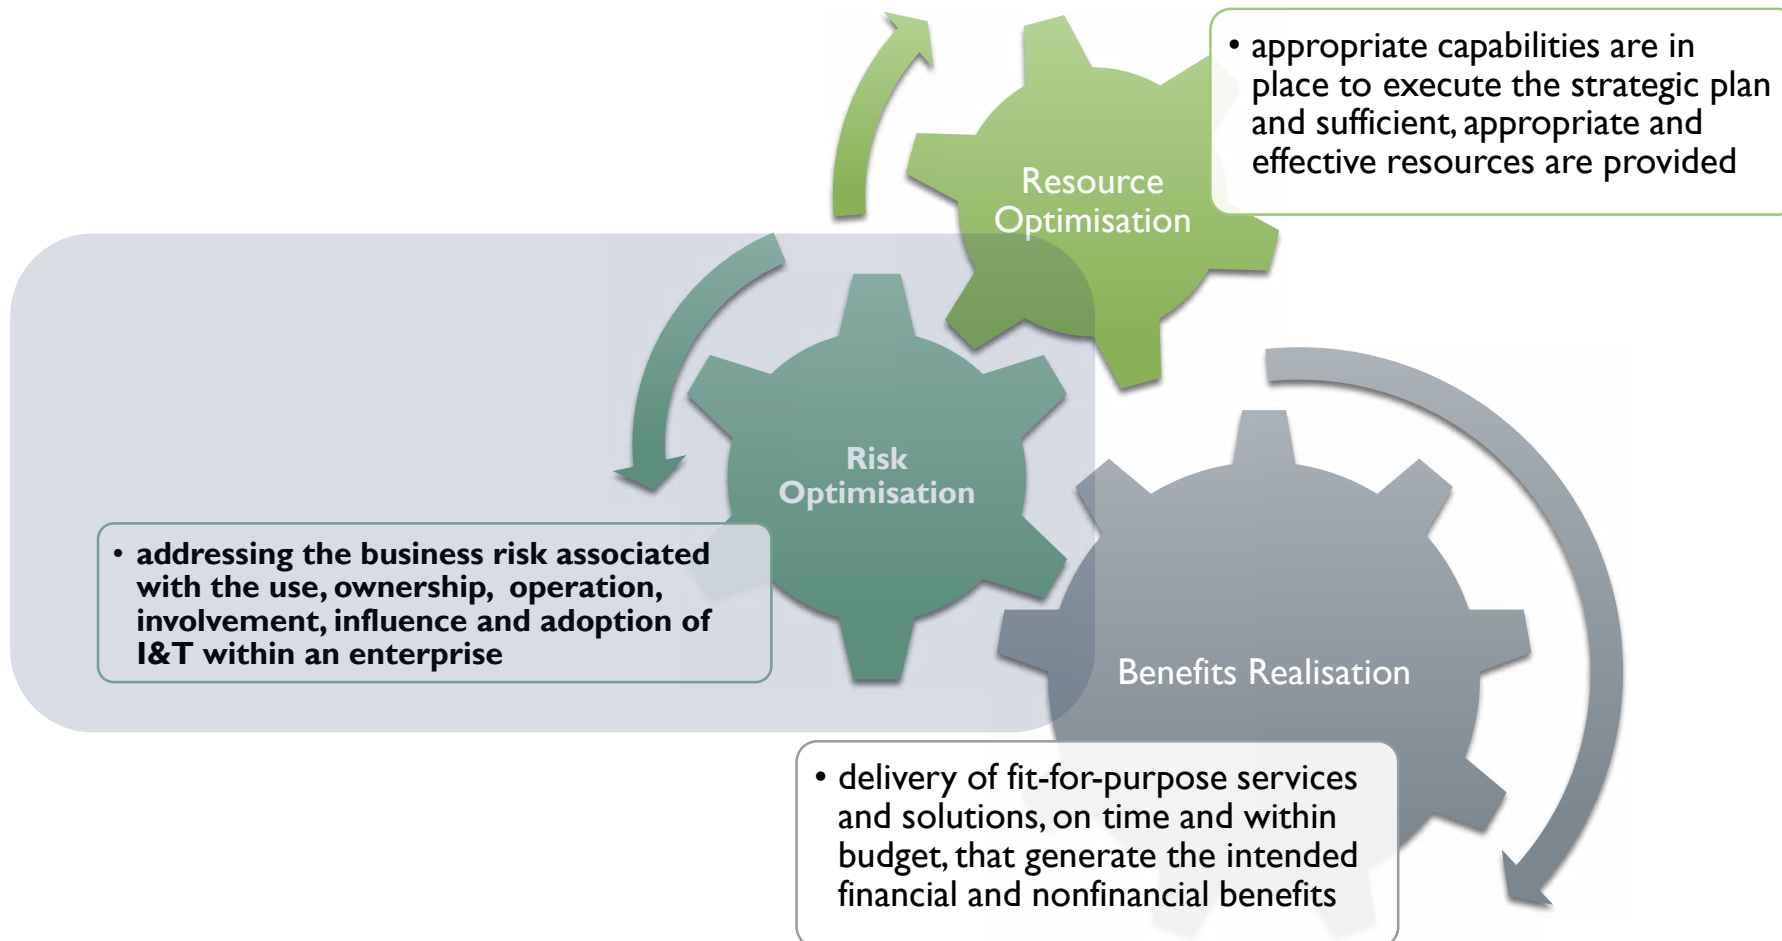 • appropriate capabilities are in
place to execute the strategic plan
and sufficient, appropriate and
effective resources are provided
Resource
Optimisation
Risk
Optimisation
• addressing the business risk associated
with the use, ownership, operation,
involvement, influence and adoption of
I&T within an enterprise
Benefits Realisation
• delivery of fit-for-purpose services
and solutions, on time and within
budget, that generate the intended
financial and nonfinancial benefits